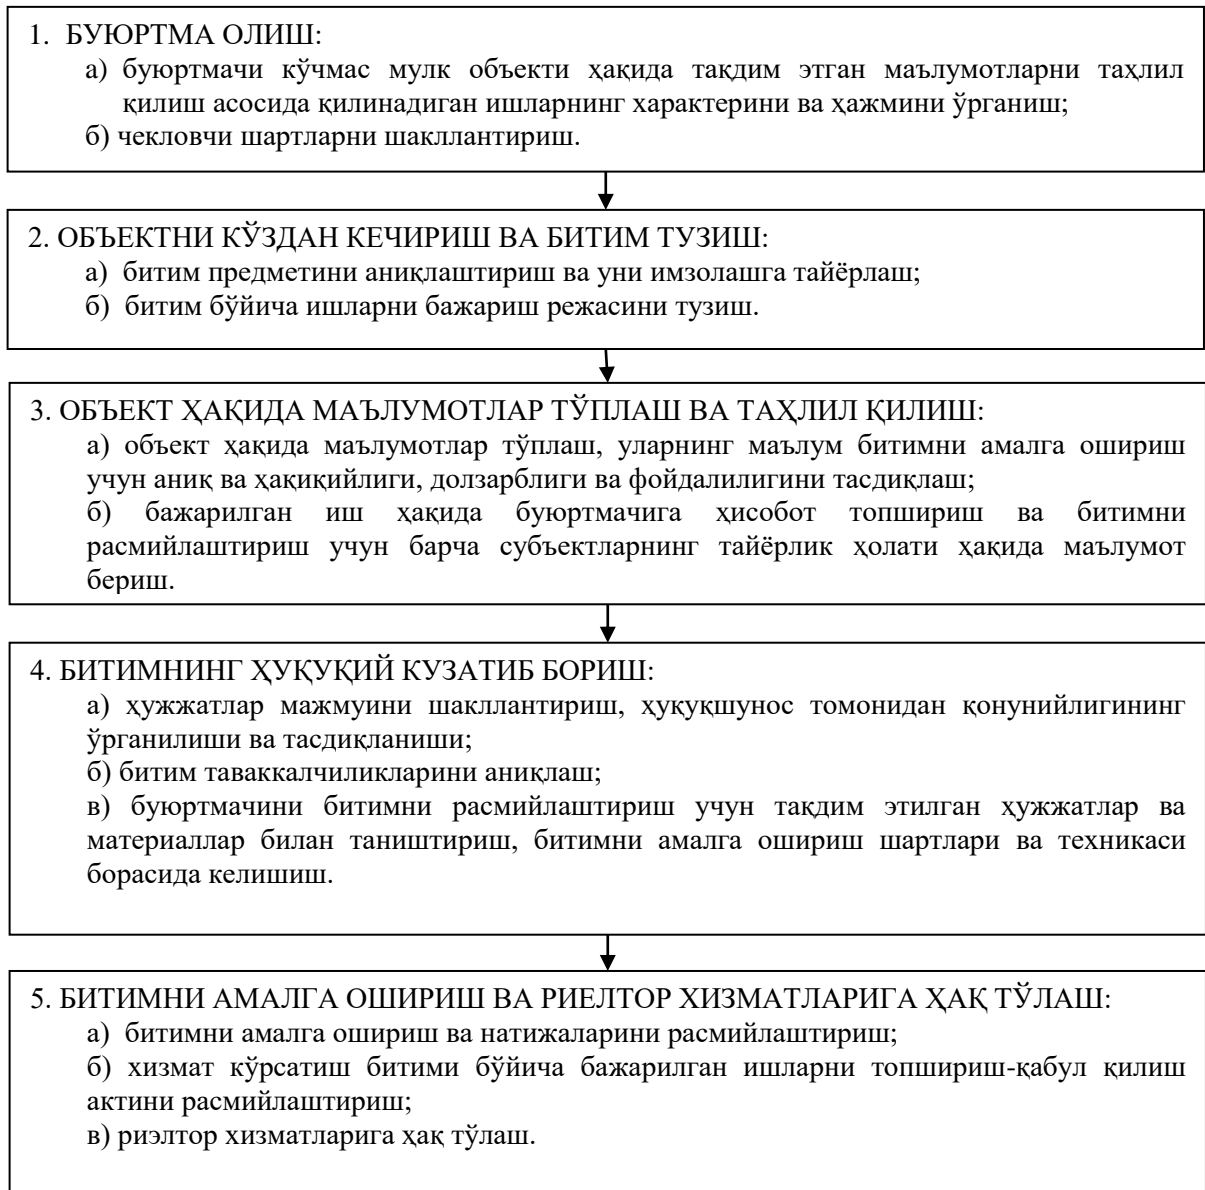 1. БУЮРТМА ОЛИШ:
а) буюртмачи кўчмас мулк объекти ҳақида тақдим этган маълумотларни таҳлил
қилиш асосида қилинадиган ишларнинг характерини ва ҳажмини ўрганиш;
б) чекловчи шартларни шакллантириш.
2. ОБЪЕКТНИ КЎЗДАН КЕЧИРИШ ВА БИТИМ ТУЗИШ:
а) битим предметини аниқлаштириш ва уни имзолашга тайёрлаш;
б) битим бўйича ишларни бажариш режасини тузиш.
3. ОБЪЕКТ ҲАҚИДА МАЪЛУМОТЛАР ТЎПЛАШ ВА ТАҲЛИЛ ҚИЛИШ:
а) объект ҳақида маълумотлар тўплаш, уларнинг маълум битимни амалга ошириш
учун аниқ ва ҳақиқийлиги, долзарблиги ва фойдалилигини тасдиқлаш;
б) бажарилган иш ҳақида буюртмачига ҳисобот топшириш ва битимни
расмийлаштириш учун барча субъектларнинг тайёрлик ҳолати ҳақида маълумот
бериш.
4. БИТИМНИНГ ҲУҚУҚИЙ КУЗАТИБ БОРИШ:
а) ҳужжатлар мажмуини шакллантириш, ҳуқуқшунос томонидан қонунийлигининг
ўрганилиши ва тасдиқланиши;
б) битим таваккалчиликларини аниқлаш;
в) буюртмачини битимни расмийлаштириш учун тақдим этилган ҳужжатлар ва
материаллар билан таништириш, битимни амалга ошириш шартлари ва техникаси
борасида келишиш.
5. БИТИМНИ АМАЛГА ОШИРИШ ВА РИЕЛТОР ХИЗМАТЛАРИГА ҲАҚ ТЎЛАШ:
а) битимни амалга ошириш ва натижаларини расмийлаштириш;
б) хизмат кўрсатиш битими бўйича бажарилган ишларни топшириш-қабул қилиш
актини расмийлаштириш;
в) риэлтор хизматларига ҳақ тўлаш.